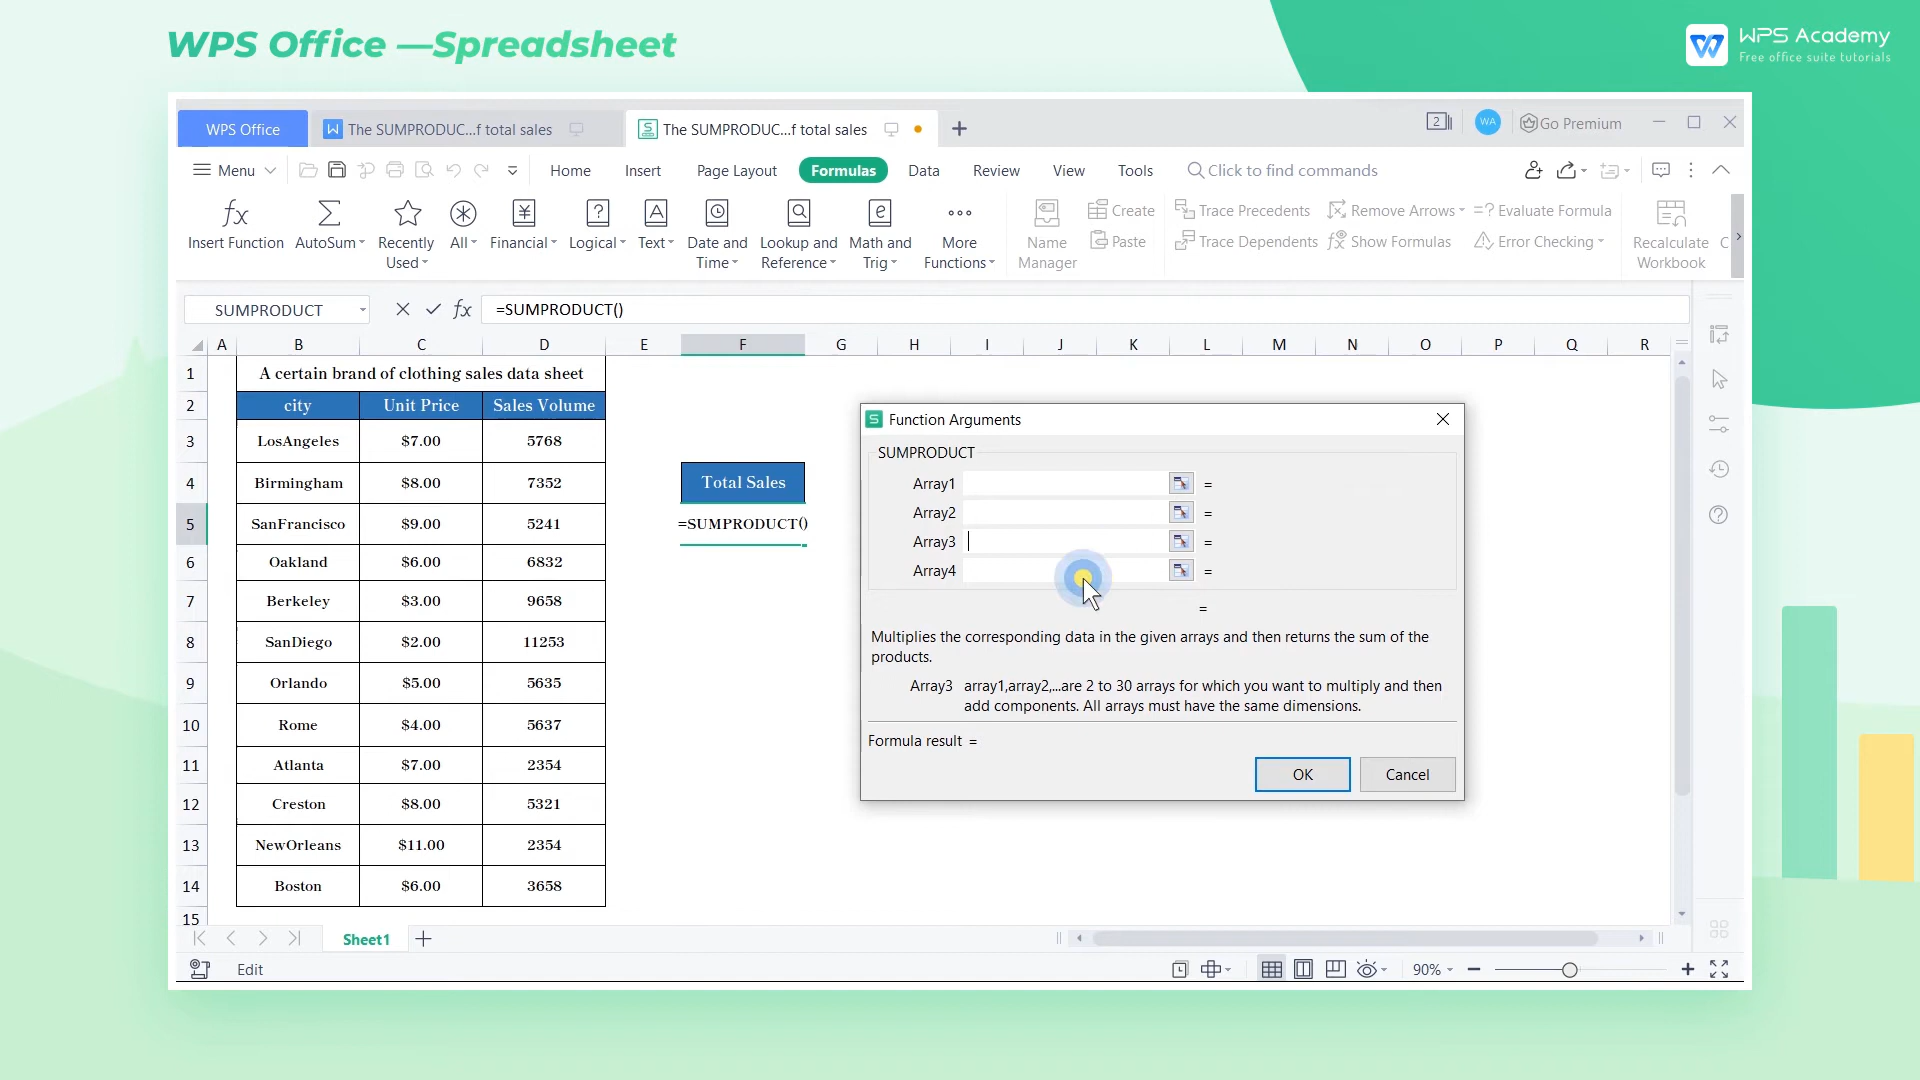 WPS Office —Spreadsheet
WPS Academy
Free office suite tutorials
WPS Office
The SUMPRODUC...f total sales
The SUMPRODUC...f total sales
2
WA
Go Premium
Menu
Home
Insert
Page Layout
Formulas
Data
Review
View
Tools
Click to find commands
Insert Function
AutoSum
Recently
Used
All
Financial
Logical
Text
Date and
Time
Lookup and
Reference
Math and
Trig
More
Functions
Name
Manager
Create
Paste
Trace Precedents
Trace Dependents
Remove Arrows
Show Formulas
Evaluate Formula
Error Checking
Recalculate
Workbook
C
SUMPRODUCT
fx
=SUMPRODUCT()
A B C D E F G H I J K L M N O P Q R
1 A certain brand of clothing sales data sheet
2 city Unit Price Sales Volume
3 LosAngeles $7.00 5768
4 Birmingham $8.00 7352 Total Sales
5 SanFrancisco $9.00 5241 =SUMPRODUCT()
6 Oakland $6.00 6832
7 Berkeley $3.00 9658
8 SanDiego $2.00 11253
9 Orlando $5.00 5635
10 Rome $4.00 5637
11 Atlanta $7.00 2354
12 Creston $8.00 5321
13 NewOrleans $11.00 2354
14 Boston $6.00 3658
15
Function Arguments
SUMPRODUCT
Array1 =
Array2 =
Array3 =
Array4 =
=
Multiplies the corresponding data in the given arrays and then returns the sum of the
products.
Array3 array1,array2,...are 2 to 30 arrays for which you want to multiply and then
add components. All arrays must have the same dimensions.
Formula result =
OK
Cancel
Sheet1
Edit
90%